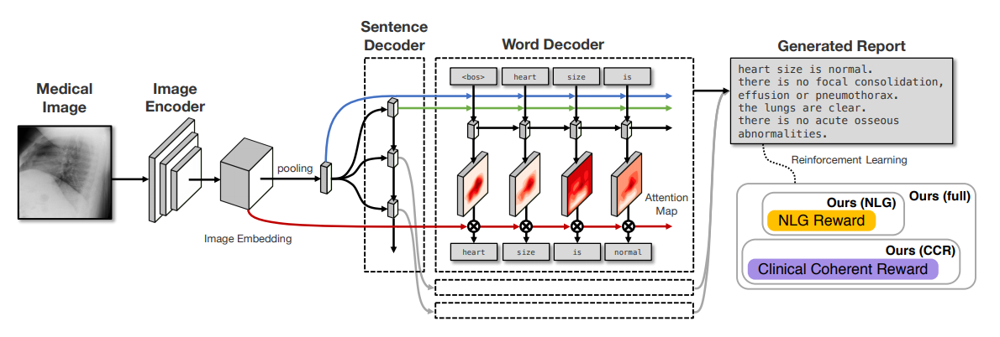 Medical
Image
Image
Encoder
pooling
Image Embedding
Sentence
Decoder
Word Decoder
<bos>
heart
size
is
Attention
Map
heart
size
is
normal
Generated Report
heart size is normal.
there is no focal consolidation,
effusion or pneumothorax.
the lungs are clear.
there is no acute osseous
abnormalities.
Reinforcement Learning
Ours (full)
Ours (NLG)
NLG Reward
Ours (CCR)
Clinical Coherent Reward